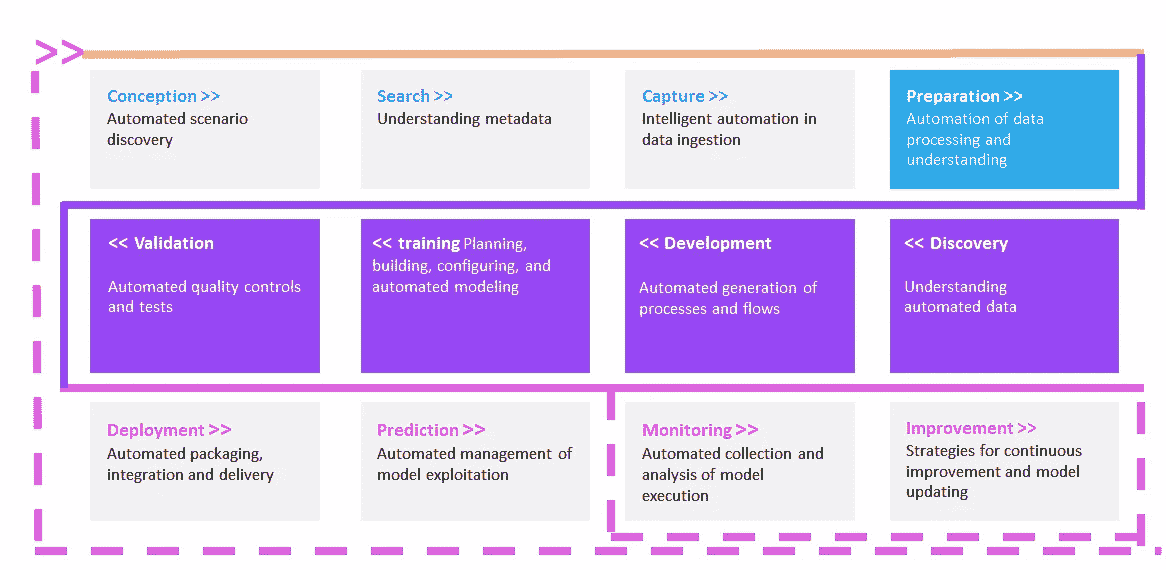 Conception >>
Automated scenario
discovery
Search >>
Understanding metadata
Capture >>
Intelligent automation in
data ingestion
Preparation >>
Automation of data
processing and
understanding
<< Validation
Automated quality controls
and tests
<< training Planning,
building, configuring, and
automated modeling
<< Development
Automated generation of
processes and flows
<< Discovery
Understanding
automated data
Deployment >>
Automated packaging,
integration and delivery
Prediction >>
Automated management of
model exploitation
Monitoring >>
Automated collection and
analysis of model
execution
Improvement >>
Strategies for continuous
improvement and model
updating